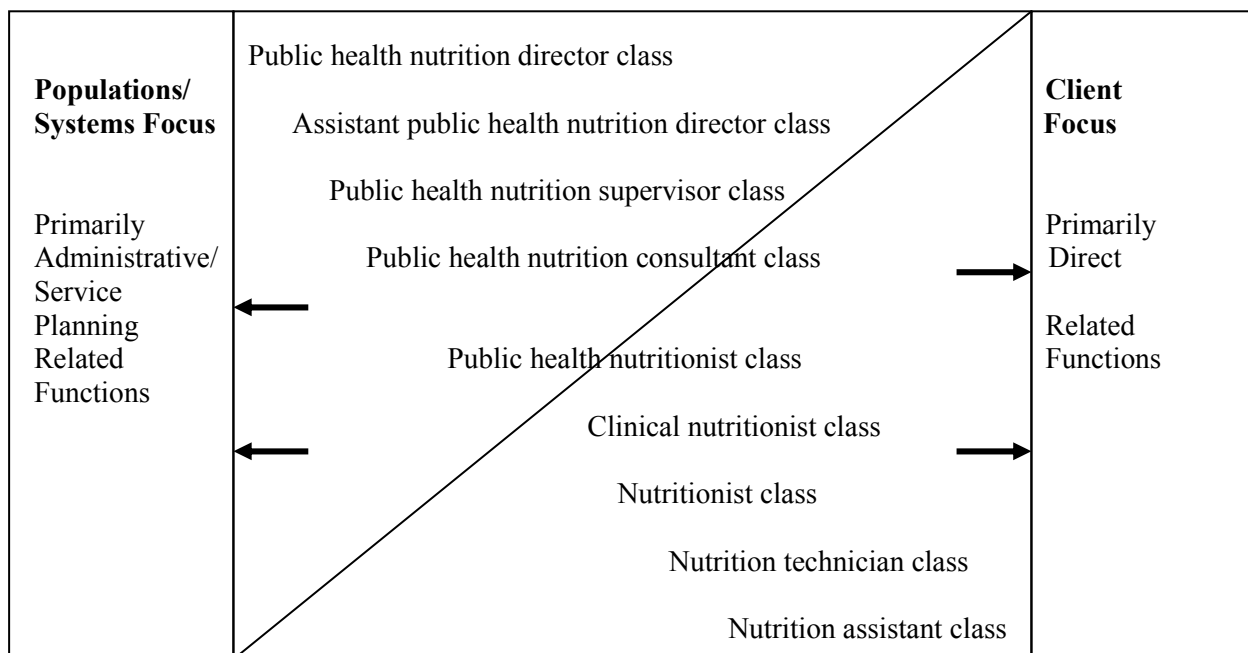 Populations/
Systems Focus
Primarily
Administrative/
Service
Planning
Related
Functions
Public health nutrition director class
Assistant public health nutrition director class
Public health nutrition supervisor class
Public health nutrition consultant class
Public health nutritionist class
Clinical nutritionist class
Nutritionist class
Nutrition technician class
Nutrition assistant class
Client
Focus
Primarily
Direct
Related
Functions